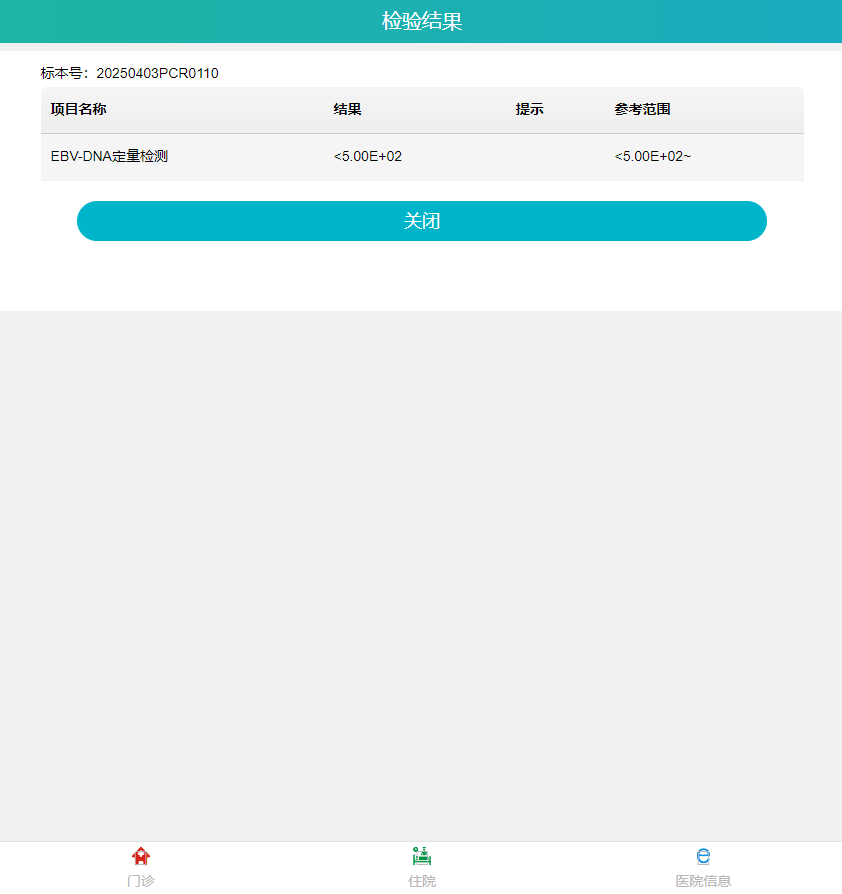 检验结果
标本号：20250403PCR0110
项目名称 结果 提示 参考范围
EBV-DNA定量检测 <5.00E+02 <5.00E+02~
关闭
门诊 住院 医院信息